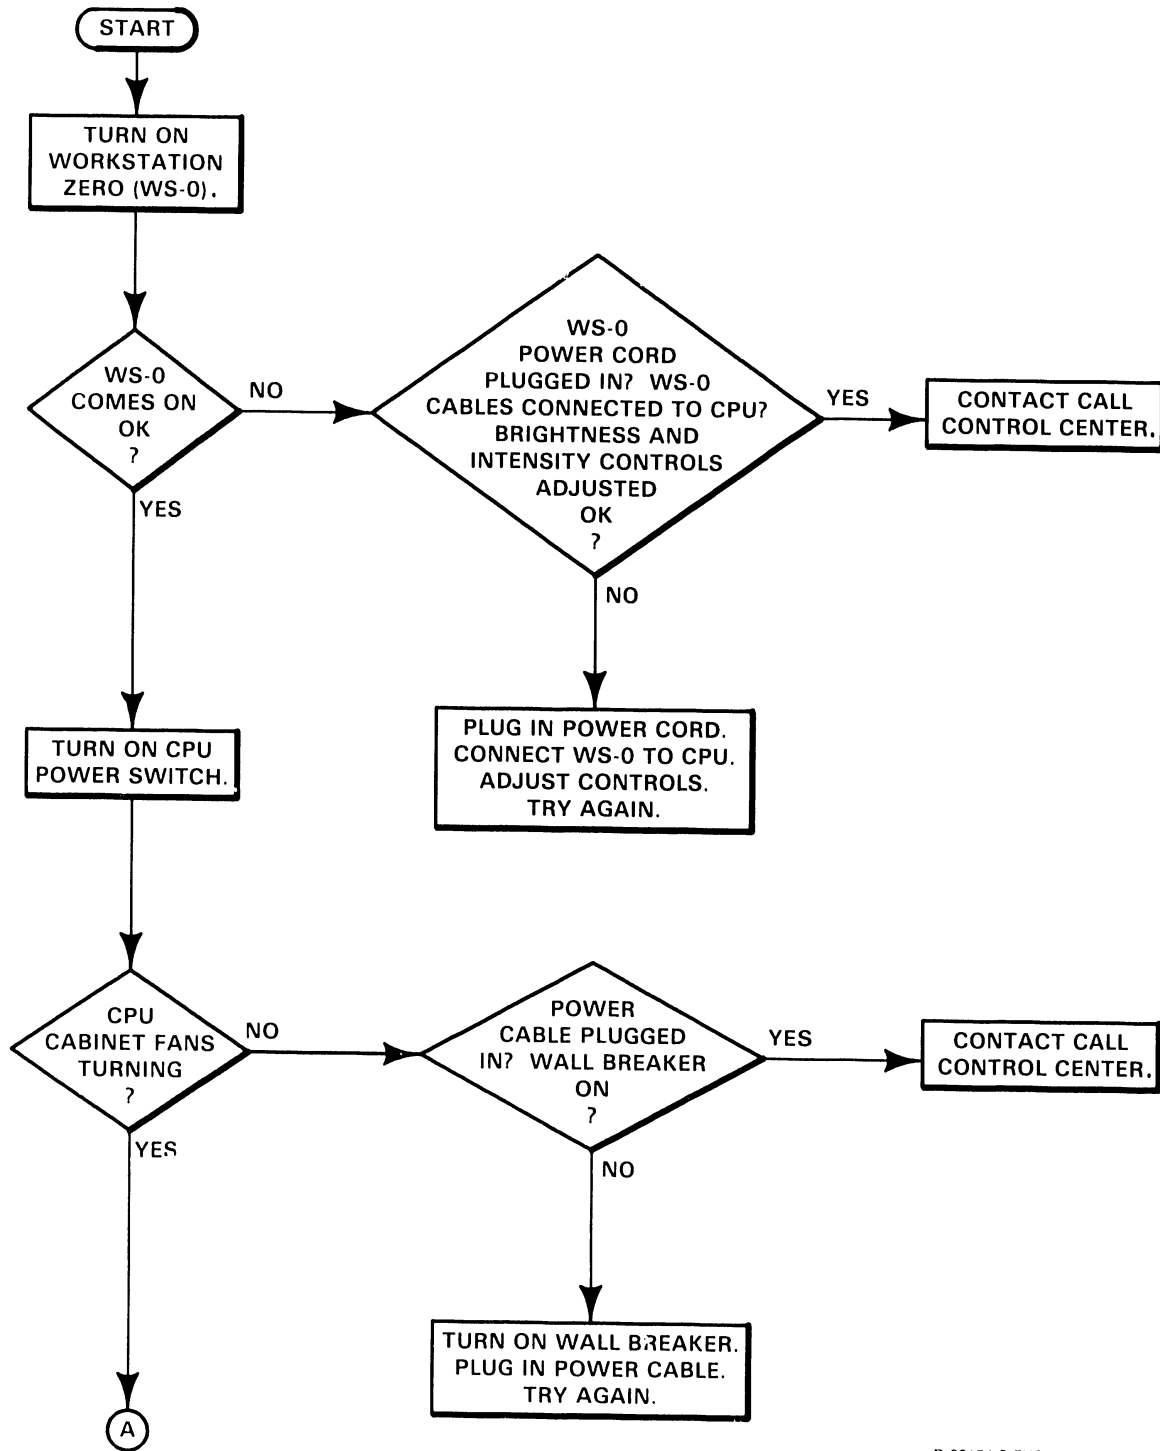 START
TURN ON
WORKSTATION
ZERO (WS-0).
WS-0
COMES ON
OK
?
NO
YES
WS-0
POWER CORD
PLUGGED IN? WS-0
CABLES CONNECTED TO CPU?
BRIGHTNESS AND
INTENSITY CONTROLS
ADJUSTED
OK
?
YES
CONTACT CALL
CONTROL CENTER.
NO
PLUG IN POWER CORD.
CONNECT WS-0 TO CPU.
ADJUST CONTROLS.
TRY AGAIN.
TURN ON CPU
POWER SWITCH.
CPU
CABINET FANS
TURNING
?
NO
YES
POWER
CABLE PLUGGED
IN? WALL BREAKER
ON
?
YES
CONTACT CALL
CONTROL CENTER.
NO
TURN ON WALL BREAKER.
PLUG IN POWER CABLE.
TRY AGAIN.
A